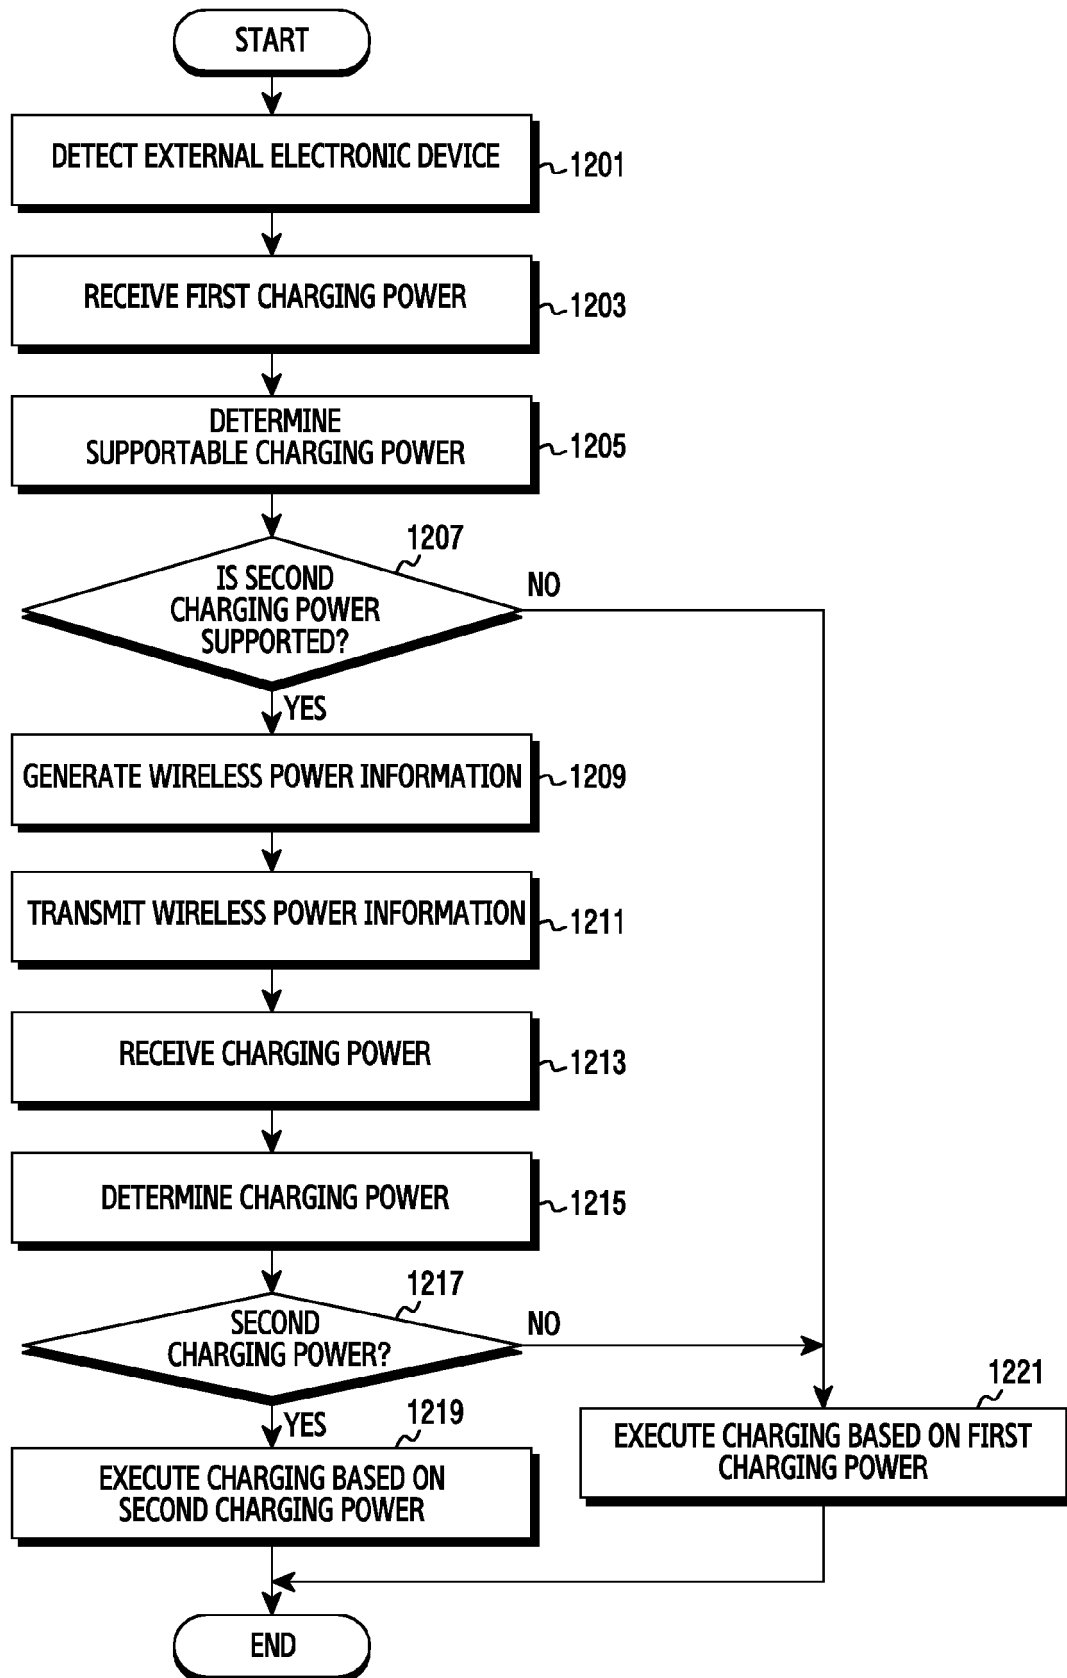 START
DETECT EXTERNAL ELECTRONIC DEVICE
1201
RECEIVE FIRST CHARGING POWER
1203
DETERMINE
SUPPORTABLE CHARGING POWER
1205
1207
IS SECOND
CHARGING POWER
SUPPORTED?
NO
YES
GENERATE WIRELESS POWER INFORMATION
1209
TRANSMIT WIRELESS POWER INFORMATION
1211
RECEIVE CHARGING POWER
1213
DETERMINE CHARGING POWER
1215
1217
SECOND
CHARGING POWER?
NO
YES
1219
EXECUTE CHARGING BASED ON
SECOND CHARGING POWER
1221
EXECUTE CHARGING BASED ON FIRST
CHARGING POWER
END